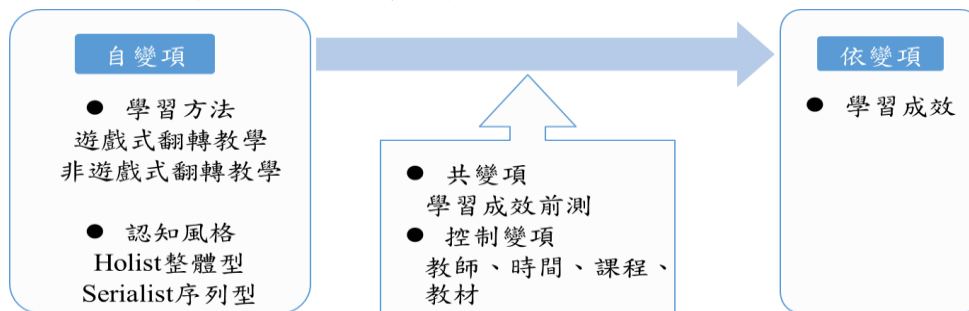 自變項
● 學習方法
遊戲式翻轉教學
非遊戲式翻轉教學
● 認知風格
Holist整體型
Serialist序列型
● 共變項
學習成效前測
● 控制變項
教師、時間、課程、
教材
依變項
● 學習成效